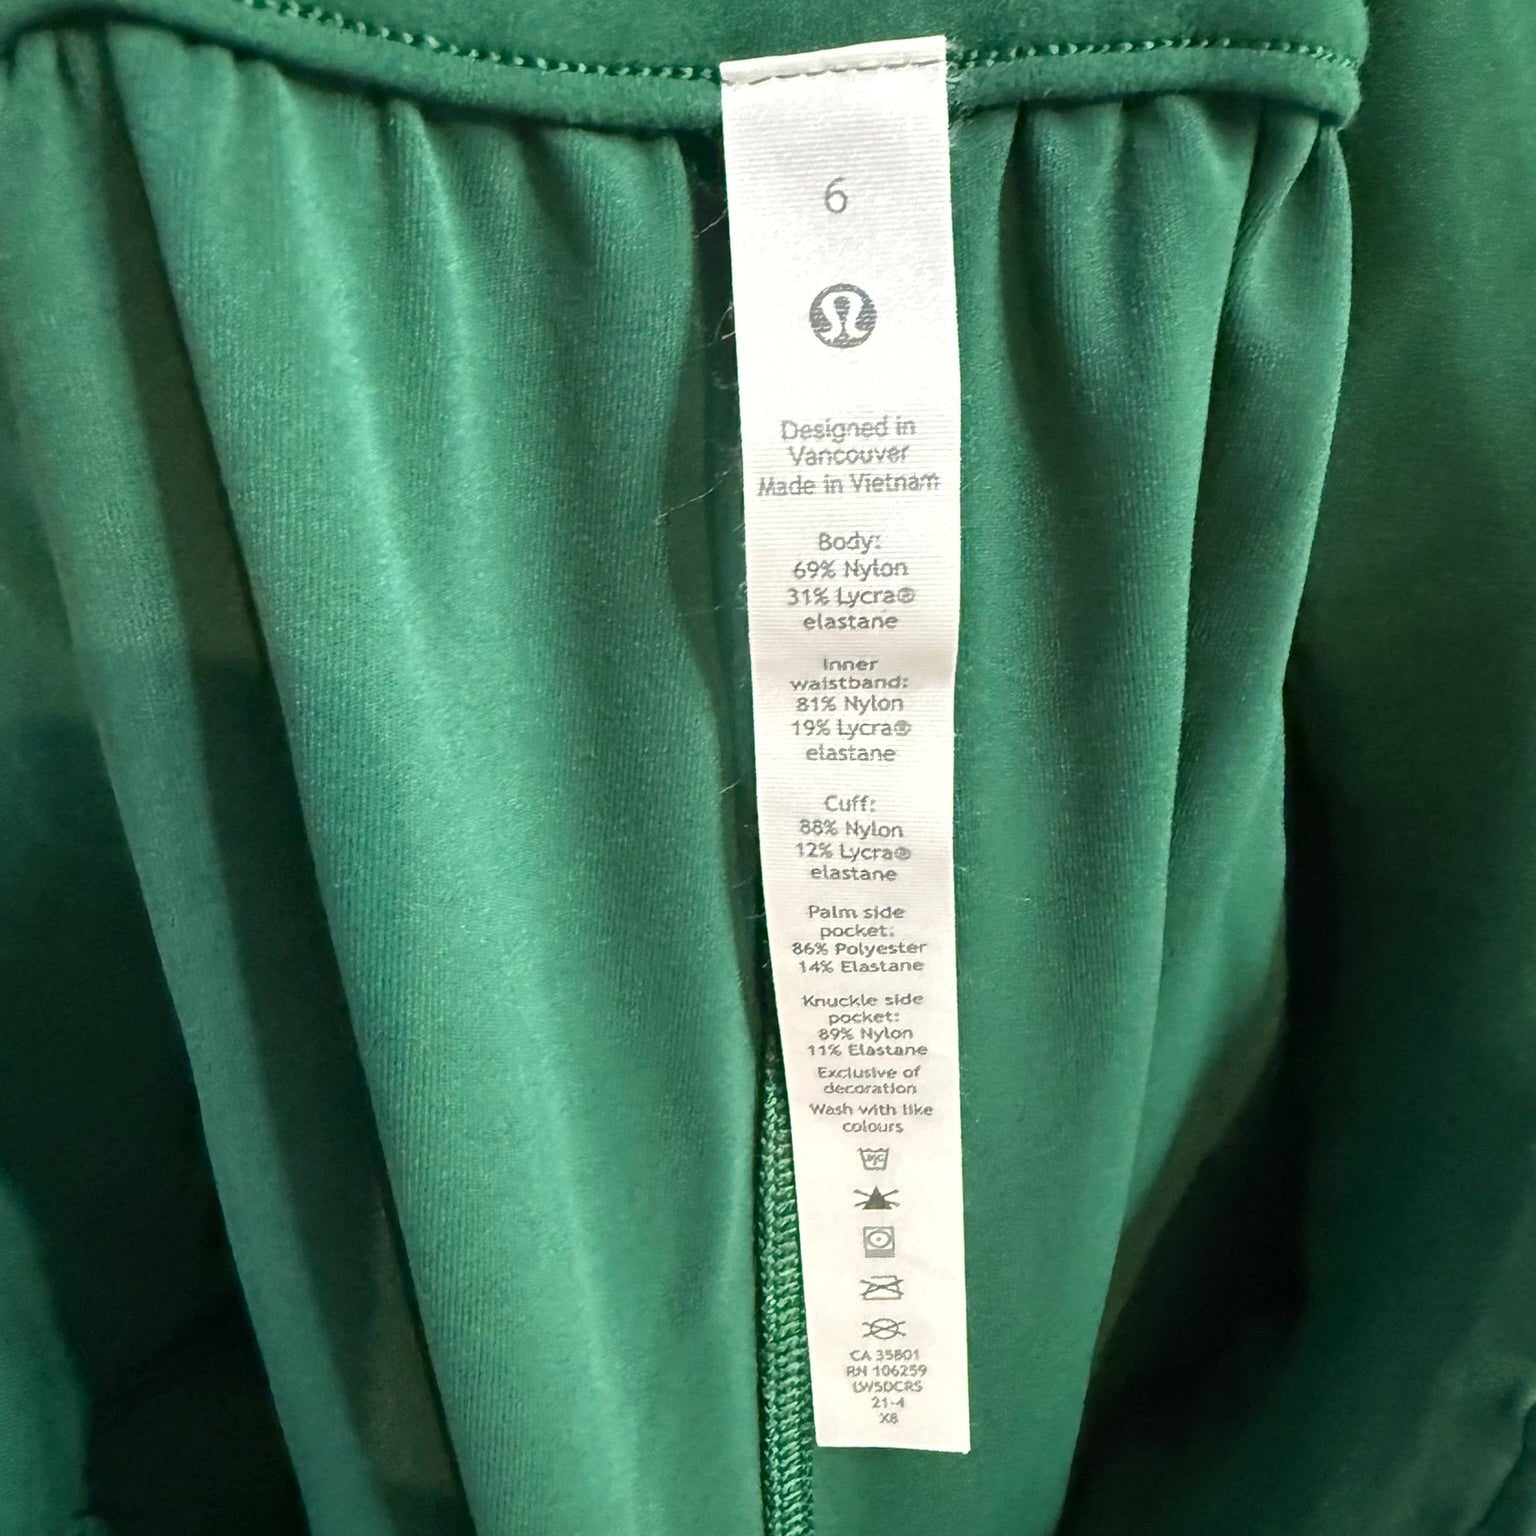 6
Designed in
Vancouver
Made in Vietnam
Body:
69% Nylon
31% Lycra®
elastane
Inner
waistband:
81% Nylon
19% Lycra®
elastane
Cuff:
88% Nylon
12% Lycra®
elastane
Palm side
pocket:
86% Polyester
14% Elastane
Knuckle side
pocket:
89% Nylon
11% Elastane
Exclusive of
decoration
Wash with like
colours
CA 35801
RN 106259
LW5DCRS
21-4
X8